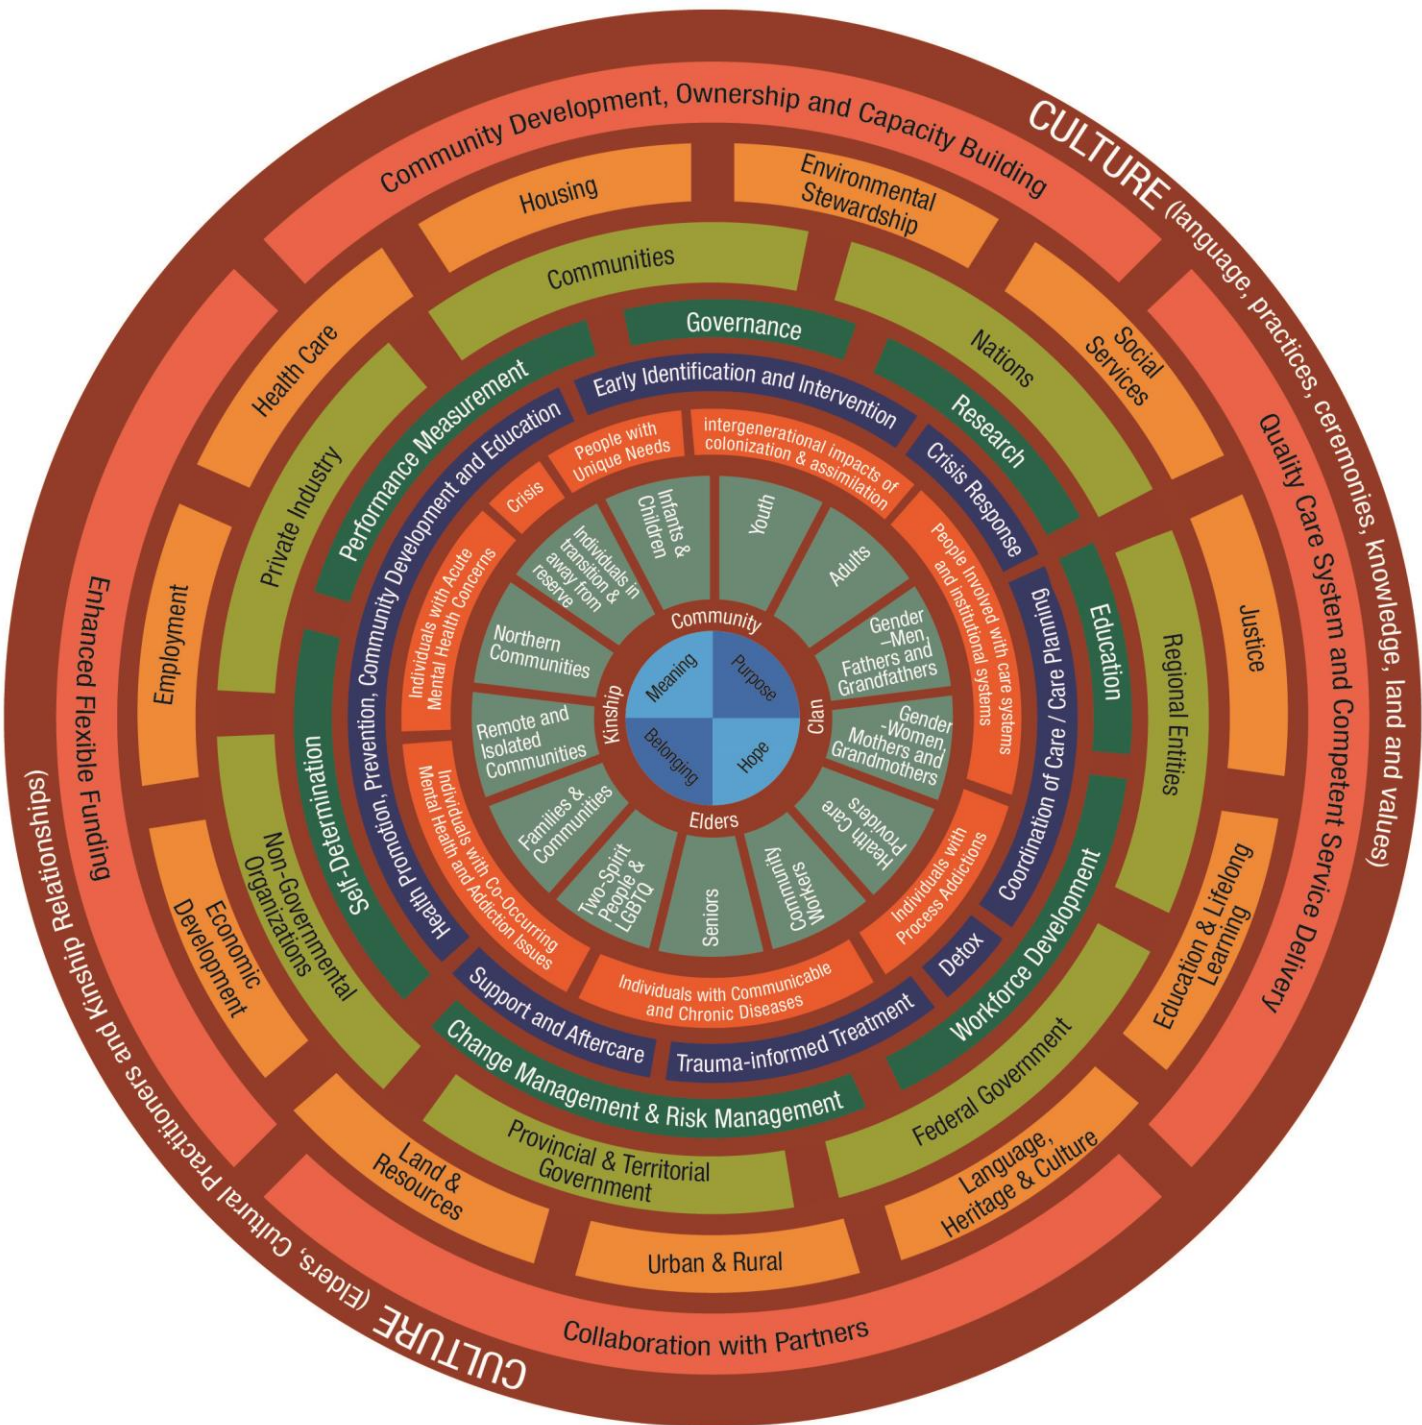 CULTURE (language, practices, ceremonies, knowledge, land and values)
CULTURE (Elders, Cultural Practitioners and Kinship Relationships)
Community Development, Ownership and Capacity Building
Quality Care System and Competent Service Delivery
Collaboration with Partners
Enhanced Flexible Funding
Housing
Environmental
Stewardship
Social
Services
Justice
Education & Lifelong
Learning
Language,
Heritage & Culture
Urban & Rural
Land &
Resources
Economic
Development
Employment
Health Care
Communities
Nations
Regional Entities
Federal Government
Provincial & Territorial
Government
Non-Governmental
Organizations
Private Industry
Governance
Research
Education
Workforce Development
Change Management & Risk Management
Self-Determination
Performance Measurement
Early Identification and Intervention
Crisis Response
Coordination of Care / Care Planning
Detox
Trauma-informed Treatment
Support and Aftercare
Health Promotion, Prevention, Community Development and Education
People with
Unique Needs
intergenerational impacts of
colonization & assimilation
People involved with care systems
and institutional systems
Individuals with
Process Addictions
Individuals with Communicable
and Chronic Diseases
Individuals with Co-Occurring
Mental Health and Addiction Issues
Individuals with Acute
Mental Health Concerns
Crisis
Infants &
Children
Youth
Adults
Gender
–Men,
Fathers and
Grandfathers
Gender
-Women,
Mothers and
Grandmothers
Health Care
Providers
Community
Workers
Seniors
Two-Spirit
People &
LGBTQ
Families &
Communities
Remote and
Isolated
Communities
Northern
Communities
Individuals in
transition &
away from
reserve
Community
Clan
Elders
Kinship
Meaning
Purpose
Hope
Belonging